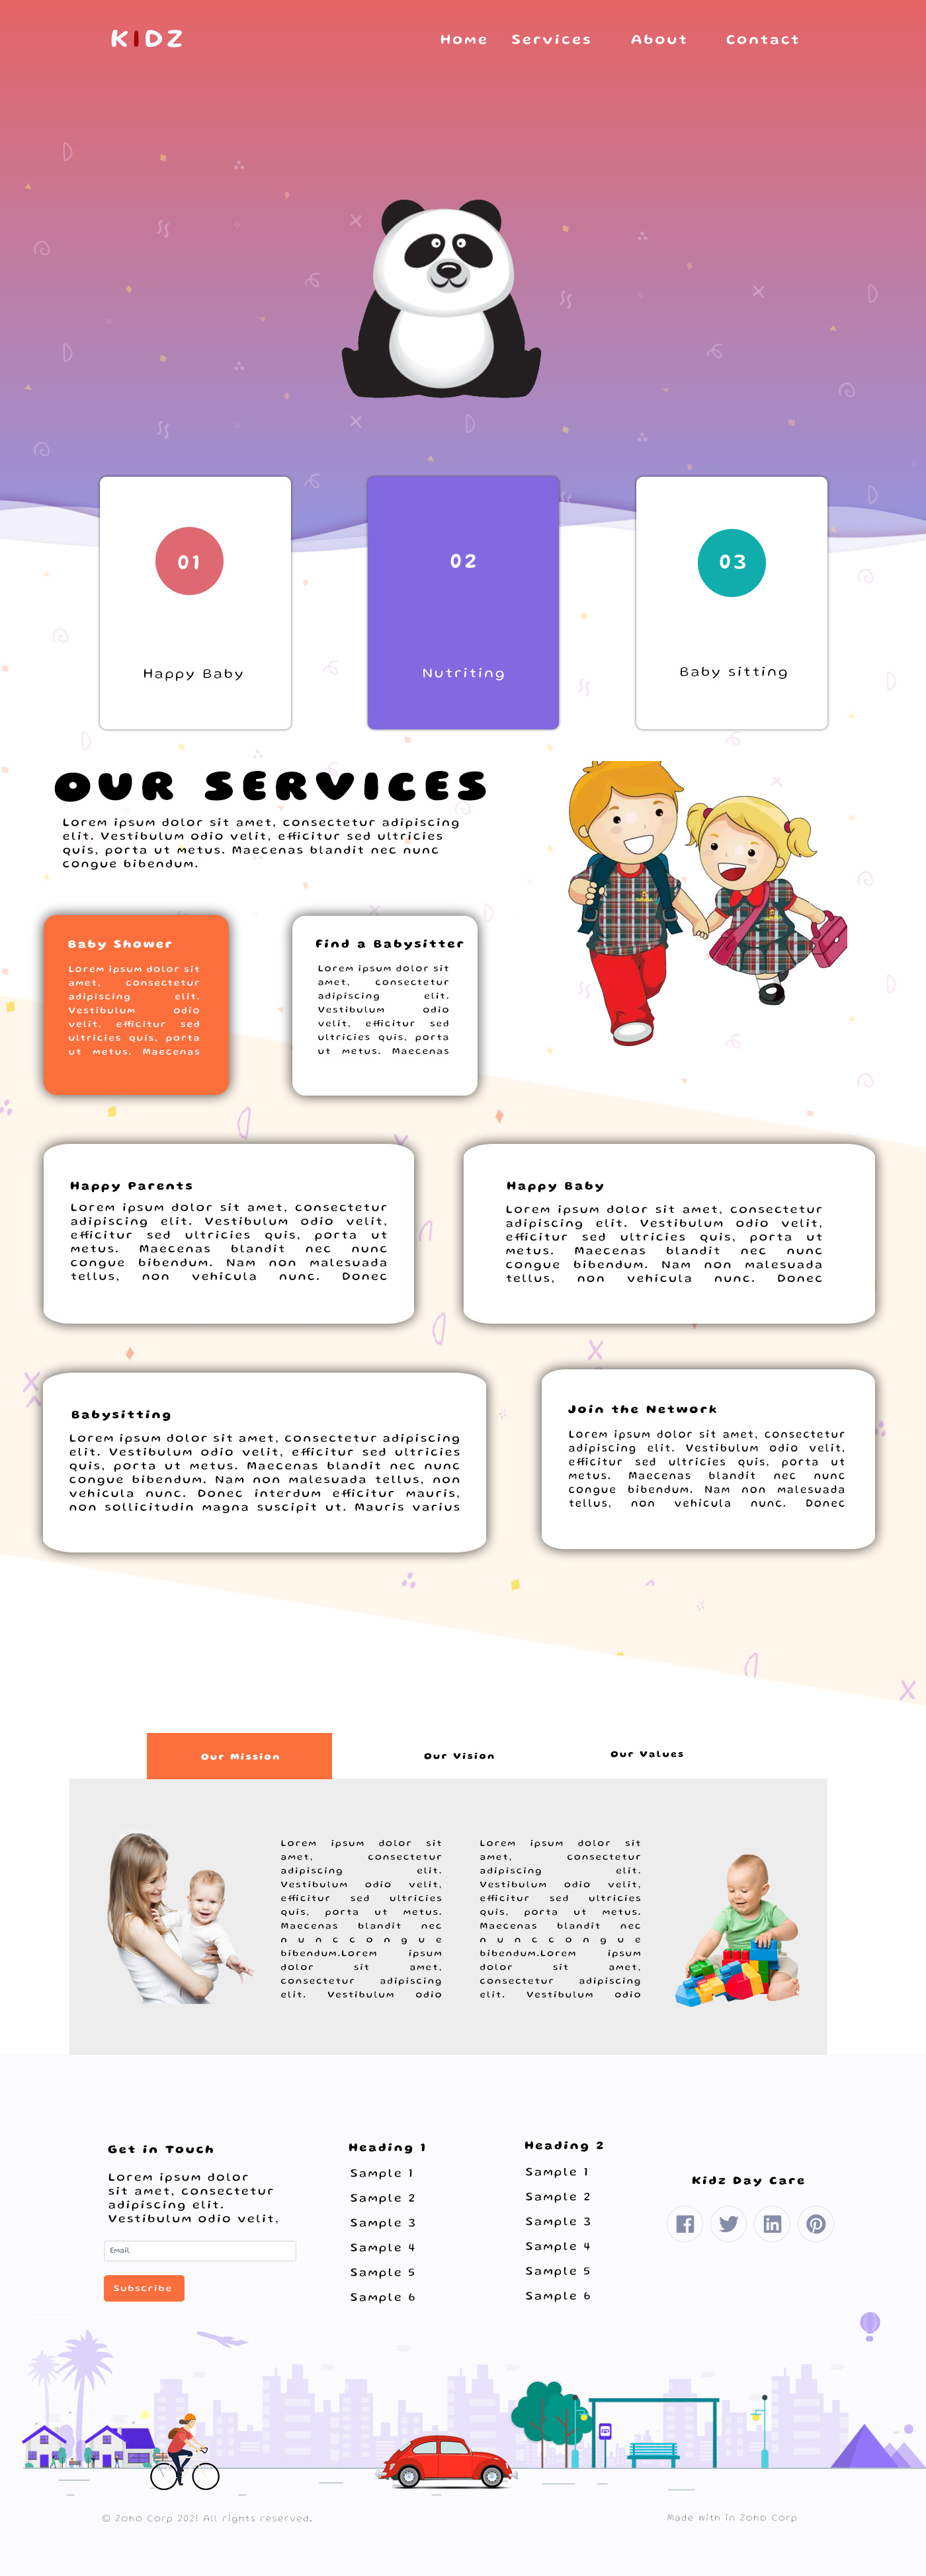 KIDZ
Home Services About Contact
01
02
03
Happy Baby
Nutriting
Baby sitting
OUR SERVICES
Lorem ipsum dolor sit amet, consectetur adipiscing
elit. Vestibulum odio velit, efficitur sed ultricies
quis, porta ut metus. Maecenas blandit nec nunc
congue bibendum.
Baby Shower
Lorem ipsum dolor sit
amet, consectetur
adipiscing elit.
Vestibulum odio
velit, efficitur sed
ultricies quis, porta
ut metus. Maecenas
Find a Babysitter
Lorem ipsum dolor sit
amet, consectetur
adipiscing elit.
Vestibulum odio
velit, efficitur sed
ultricies quis, porta
ut metus. Maecenas
Happy Parents
Lorem ipsum dolor sit amet, consectetur
adipiscing elit. Vestibulum odio velit,
efficitur sed ultricies quis, porta ut
metus. Maecenas blandit nec nunc
congue bibendum. Nam non malesuada
tellus, non vehicula nunc. Donec
Happy Baby
Lorem ipsum dolor sit amet, consectetur
adipiscing elit. Vestibulum odio velit,
efficitur sed ultricies quis, porta ut
metus. Maecenas blandit nec nunc
congue bibendum. Nam non malesuada
tellus, non vehicula nunc. Donec
Babysitting
Lorem ipsum dolor sit amet, consectetur adipiscing
elit. Vestibulum odio velit, efficitur sed ultricies
quis, porta ut metus. Maecenas blandit nec nunc
congue bibendum. Nam non malesuada tellus, non
vehicula nunc. Donec interdum efficitur mauris,
non sollicitudin magna suscipit ut. Mauris varius
Join the Network
Lorem ipsum dolor sit amet, consectetur
adipiscing elit. Vestibulum odio velit,
efficitur sed ultricies quis, porta ut
metus. Maecenas blandit nec nunc
congue bibendum. Nam non malesuada
tellus, non vehicula nunc. Donec
Our Mission
Our Vision
Our Values
Lorem ipsum dolor sit
amet, consectetur
adipiscing elit.
Vestibulum odio velit,
efficitur sed ultricies
quis, porta ut metus.
Maecenas blandit nec
nunccongue
bibendum.Lorem ipsum
dolor sit amet,
consectetur adipiscing
elit. Vestibulum odio
Lorem ipsum dolor sit
amet, consectetur
adipiscing elit.
Vestibulum odio velit,
efficitur sed ultricies
quis, porta ut metus.
Maecenas blandit nec
nunccongue
bibendum.Lorem ipsum
dolor sit amet,
consectetur adipiscing
elit. Vestibulum odio
Get in Touch
Lorem ipsum dolor
sit amet, consectetur
adipiscing elit.
Vestibulum odio velit,
Email
Subscribe
Heading 1
Sample 1
Sample 2
Sample 3
Sample 4
Sample 5
Sample 6
Heading 2
Sample 1
Sample 2
Sample 3
Sample 4
Sample 5
Sample 6
Kidz Day Care
© Zoho Corp 2021 All rights reserved.
Made with in Zoho Corp